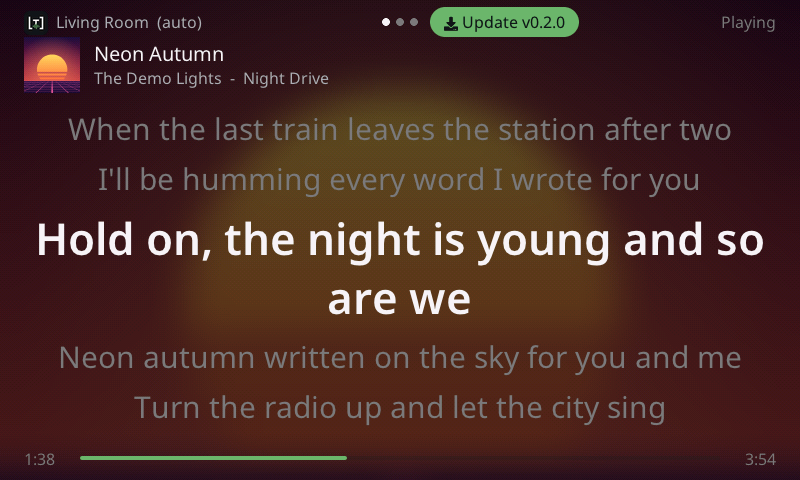 [T] Living Room (auto)
Update v0.2.0
Playing
Neon Autumn
The Demo Lights - Night Drive
When the last train leaves the station after two
I'll be humming every word I wrote for you
Hold on, the night is young and so
are we
Neon autumn written on the sky for you and me
Turn the radio up and let the city sing
1:38
3:54